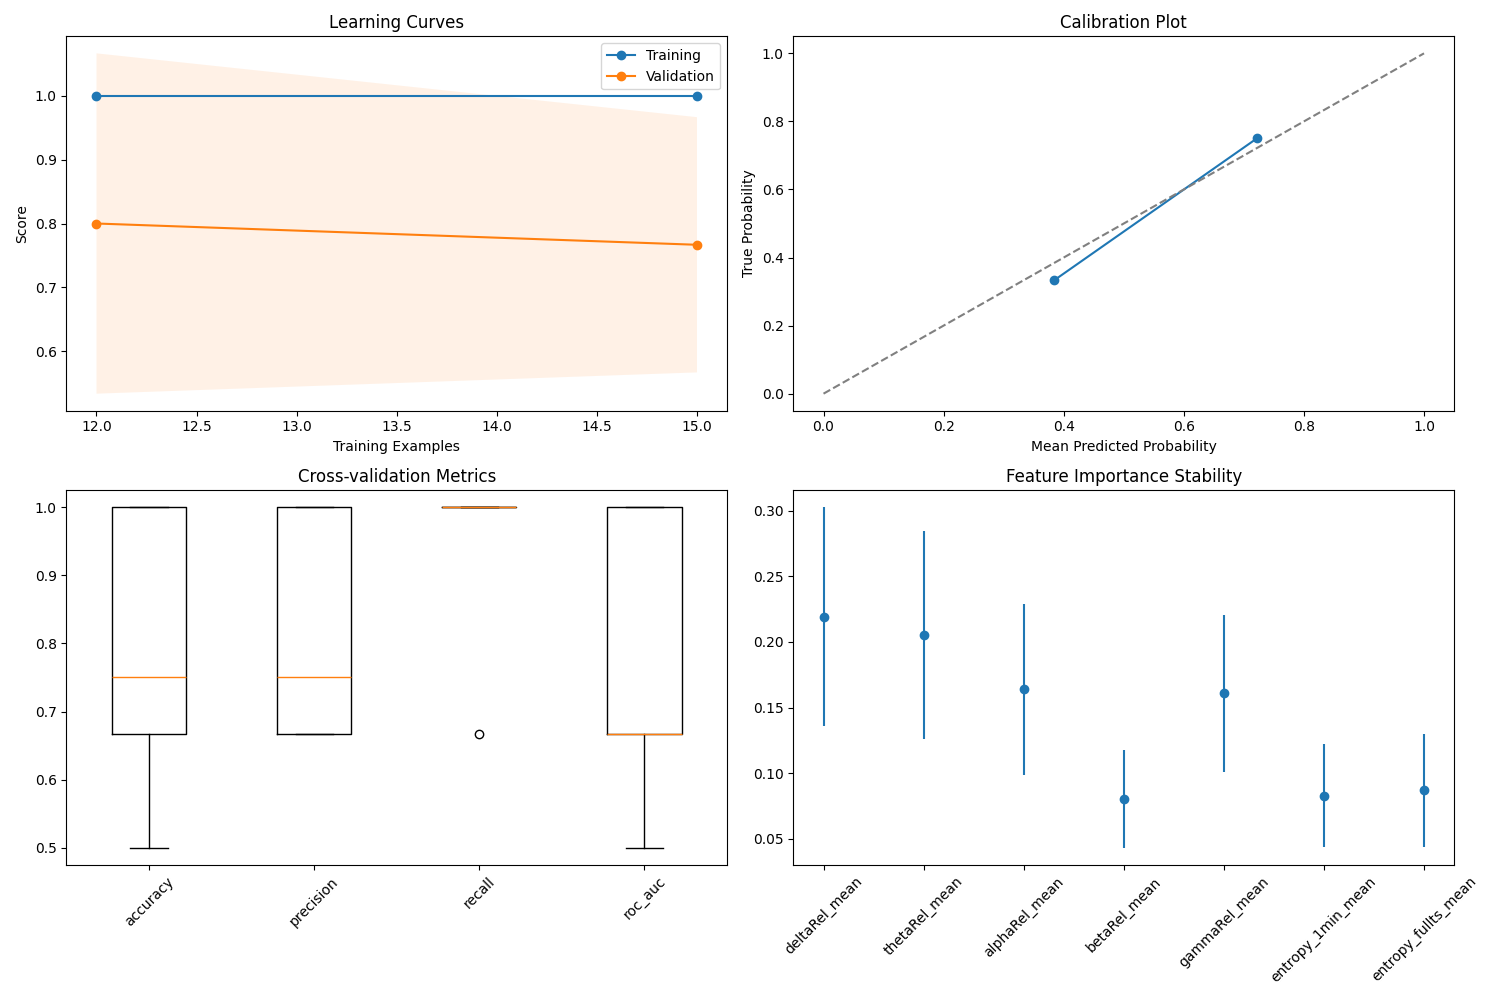 Learning Curves
Training
Validation
Score
1.0
0.9
0.8
0.7
0.6
12.0 12.5 13.0 13.5 14.0 14.5 15.0
Training Examples
Calibration Plot
True Probability
1.0
0.8
0.6
0.4
0.2
0.0
0.0 0.2 0.4 0.6 0.8 1.0
Mean Predicted Probability
Cross-validation Metrics
1.0
0.9
0.8
0.7
0.6
0.5
accuracy precision recall roc_auc
Feature Importance Stability
0.30
0.25
0.20
0.15
0.10
0.05
deltaRel_mean thetaRel_mean alphaRel_mean betaRel_mean gammaRel_mean entropy_1min_mean entropy_fullts_mean